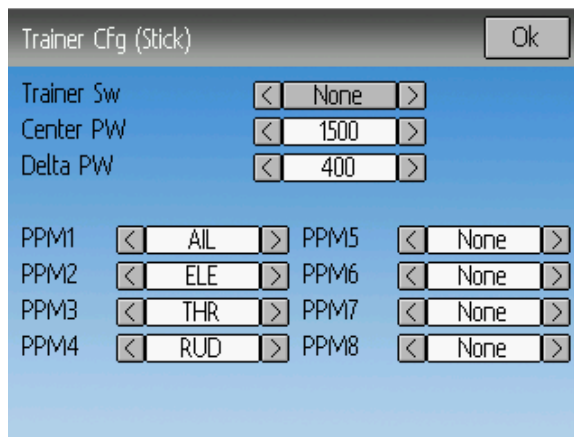 Trainer Cfg (Stick) Ok
Trainer Sw < None >
Center PW < 1500 >
Delta PW < 400 >
PPM1 < AIL > PPM5 < None >
PPM2 < ELE > PPM6 < None >
PPM3 < THR > PPM7 < None >
PPM4 < RUD > PPM8 < None >